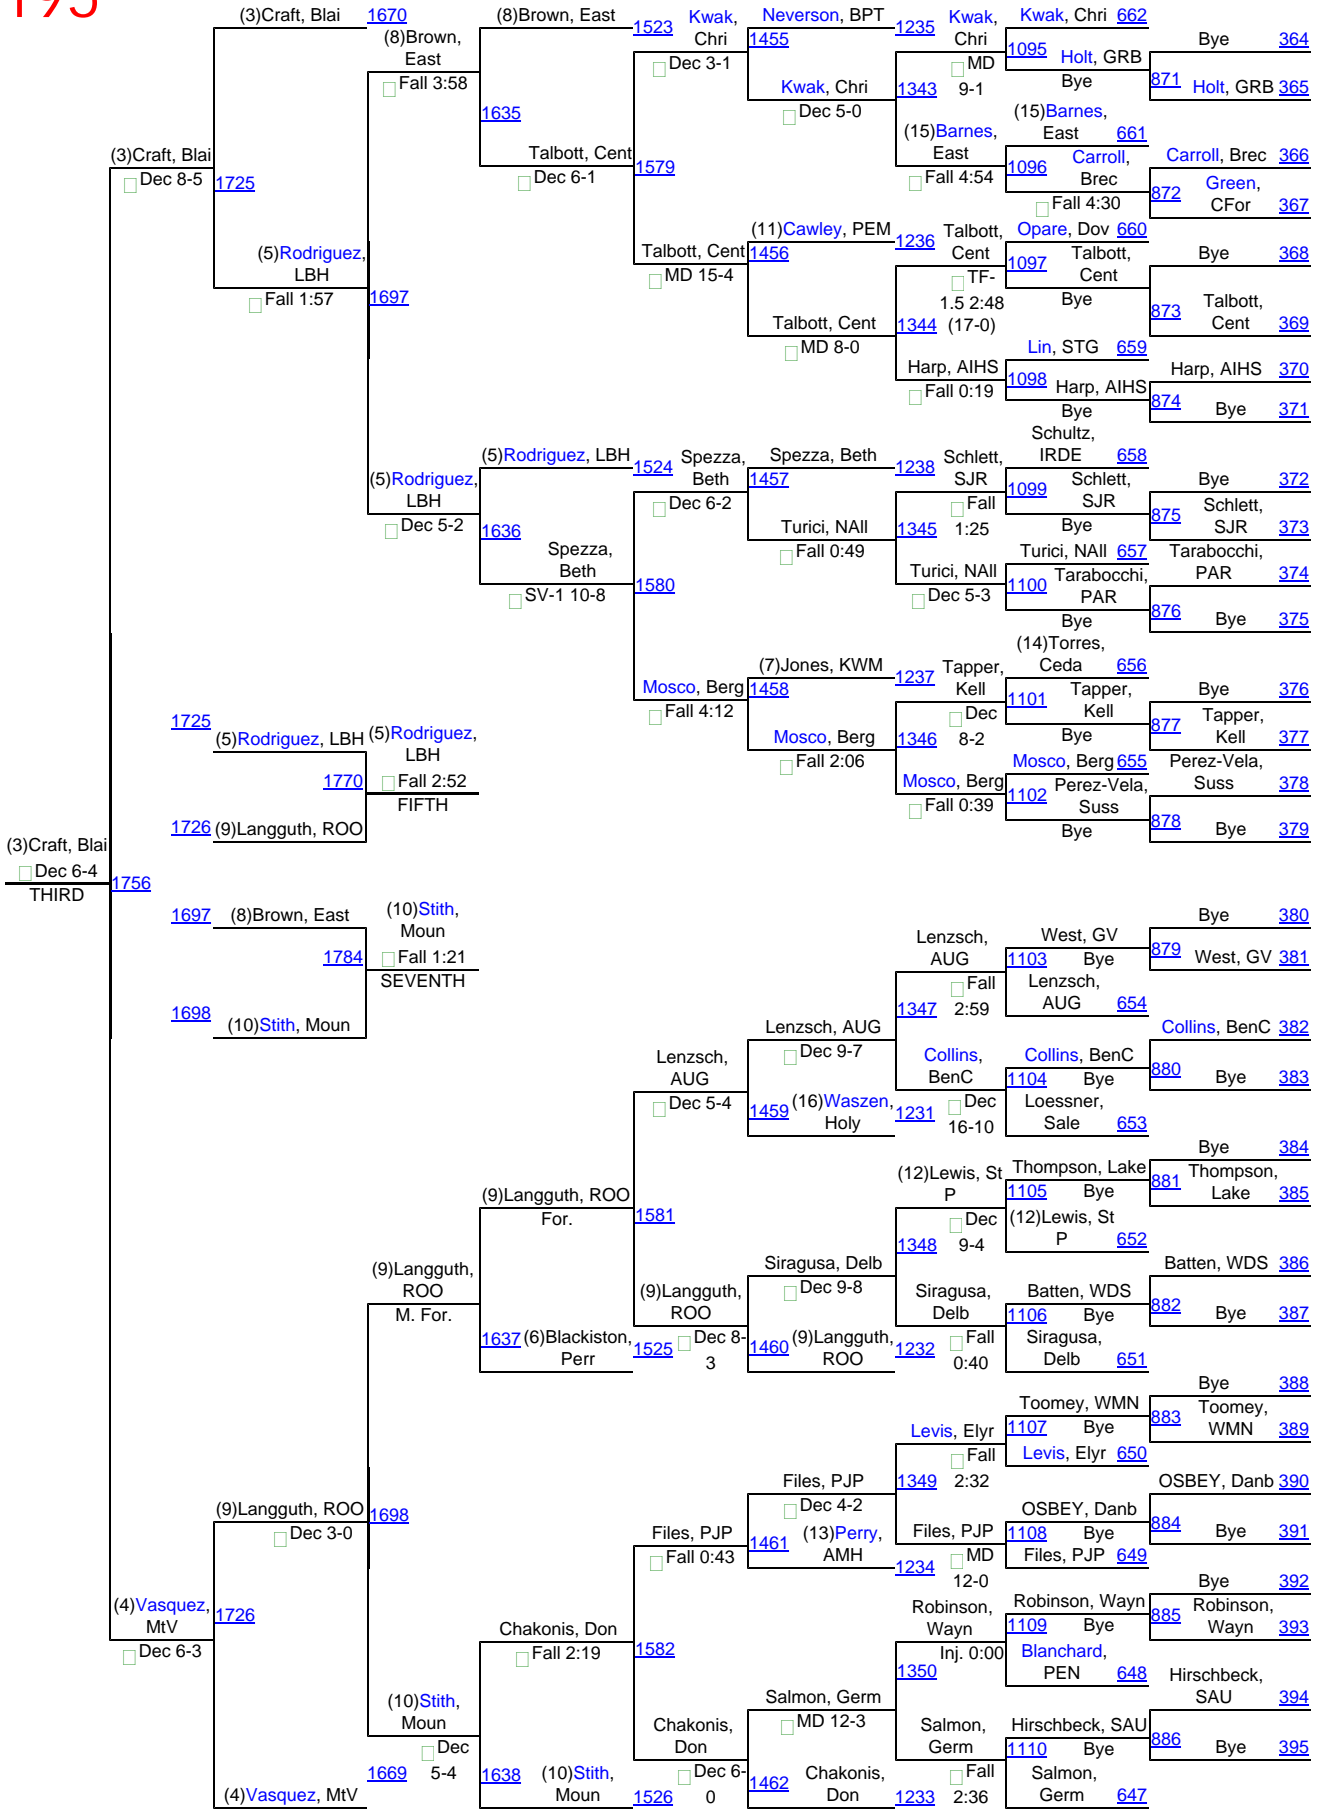 195
(3)Craft, Blai 1670
(8)Brown, East
(8)Brown, East 1523
Fall 3:58
Kwak, Chri
Dec 3-1
Neverson, BPT 1235
1455
Kwak, Chri
Dec 5-0
Kwak, Chri
MD 9-1
1343
Kwak, Chri 662
1095 Holt, GRB
Bye
Bye 364
871 Holt, GRB 365
(15)Barnes, East
Fall 4:54
(15)Barnes, East 661
1096 Carroll, Brec
Fall 4:30
Carroll, Brec 366
872 Green, CFor 367
1635
Talbott, Cent
Dec 6-1
1579
(3)Craft, Blai
Dec 8-5
1725
Talbott, Cent
MD 15-4
(11)Cawley, PEM 1236
1456
Talbott, Cent
MD 8-0
Talbott, Cent
TF-1.5 2:48 (17-0)
1344
Opare, Dov 660
1097 Talbott, Cent
Bye
Bye 368
873 Talbott, Cent 369
(5)Rodriguez, LBH
Fall 1:57
1697
Harp, AIHS
Fall 0:19
Lin, STG 659
1098 Harp, AIHS
Bye
Harp, AIHS 370
874 Bye 371
(5)Rodriguez, LBH
Dec 5-2
(5)Rodriguez, LBH 1524
1636
Spezza, Beth
SV-1 10-8
Spezza, Beth
Dec 6-2
1580
Spezza, Beth 1238
1457
Turici, NAll
Fall 0:49
Schlett, SJR
Fall 1:25
1345
Schultz, IRDE 658
1099 Schlett, SJR
Bye
Bye 372
875 Schlett, SJR 373
Turici, NAll
Dec 5-3
Turici, NAll 657
1100 Tarabocchi, PAR
Bye
Tarabocchi, PAR 374
876 Bye 375
Mosco, Berg
Fall 4:12
(7)Jones, KWM 1237
1458
Mosco, Berg
Fall 2:06
Tapper, Kell
Dec 8-2
1346
(14)Torres, Ceda 656
1101 Tapper, Kell
Bye
Bye 376
877 Tapper, Kell 377
Mosco, Berg
Fall 0:39
Mosco, Berg 655
1102 Perez-Vela, Suss
Bye
Perez-Vela, Suss 378
878 Bye 379
1725 (5)Rodriguez, LBH
1770
1726 (9)Langguth, ROO
(5)Rodriguez, LBH
Fall 2:52
FIFTH
(3)Craft, Blai
Dec 6-4
THIRD
1756
1697 (8)Brown, East
1784
1698 (10)Stith, Moun
(10)Stith, Moun
Fall 1:21
SEVENTH
Lenzsch, AUG
Fall 2:59
1347
West, GV
1103 Bye
Lenzsch, AUG 654
Bye 380
879 West, GV 381
Lenzsch, AUG
Dec 5-4
Lenzsch, AUG
Dec 9-7
1459 (16)Waszen, Holy 1231
Collins, BenC
Dec 16-10
Collins, BenC
1104 Bye
Loessner, Sale 653
Collins, BenC 382
880 Bye 383
(9)Langguth, ROO
For.
1581
(12)Lewis, St P
Dec 9-4
1348
Thompson, Lake
1105 Bye
(12)Lewis, St P 652
Bye 384
881 Thompson, Lake 385
(9)Langguth, ROO
M. For.
1637 (6)Blackiston, Perr 1525
(9)Langguth, ROO
Dec 8-3
Siragusa, Delb
Dec 9-8
1460 (9)Langguth, ROO 1232
Siragusa, Delb
Fall 0:40
Batten, WDS
1106 Bye
Siragusa, Delb 651
Batten, WDS 386
882 Bye 387
(9)Langguth, ROO
Dec 3-0
1698
Files, PJP
Fall 0:43
Files, PJP
Dec 4-2
1461 (13)Perry, AMH 1234
Levis, Elyr
Fall 2:32
1349
Toomey, WMN
1107 Bye
Levis, Elyr 650
Bye 388
883 Toomey, WMN 389
Files, PJP
MD 12-0
OSBEY, Danb
1108 Bye
Files, PJP 649
OSBEY, Danb 390
884 Bye 391
(4)Vasquez, MtV
Dec 6-3
1726
Chakonis, Don
Fall 2:19
1582
Robinson, Wayn
Inj. 0:00
1350
Robinson, Wayn
1109 Bye
Blanchard, PEN 648
Bye 392
885 Robinson, Wayn 393
(10)Stith, Moun
Dec 5-4
1638 (10)Stith, Moun 1526
Chakonis, Don
Dec 6-0
Salmon, Germ
MD 12-3
1462 Chakonis, Don 1233
Salmon, Germ
Fall 2:36
Hirschbeck, SAU
1110 Bye
Salmon, Germ 647
Hirschbeck, SAU 394
886 Bye 395
(4)Vasquez, MtV 1669